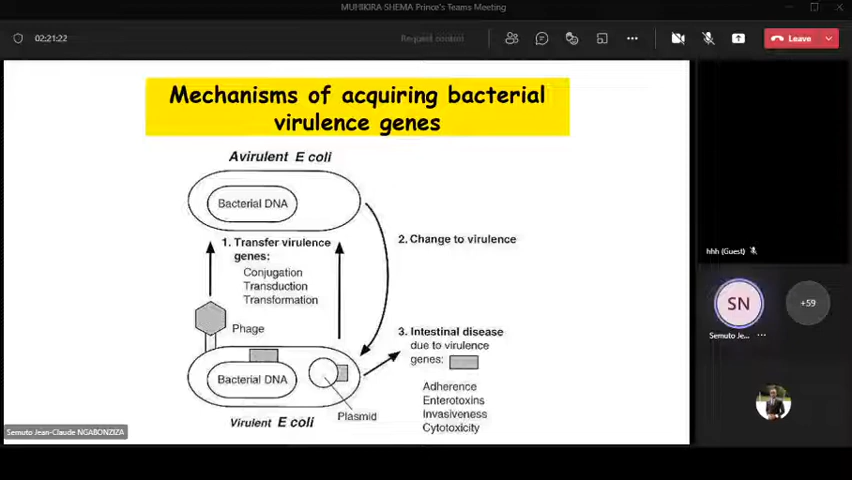 MUHIKIRA SHEMA Prince's Teams Meeting
02:21:22
Request control
Leave
Mechanisms of acquiring bacterial
virulence genes
Avirulent E coli
Bacterial DNA
1. Transfer virulence
genes:
Conjugation
Transduction
Transformation
2. Change to virulence
Phage
3. Intestinal disease
due to virulence
genes:
Adherence
Enterotoxins
Invasiveness
Cytotoxicity
Bacterial DNA
Plasmid
Virulent E coli
Semuto Jean-Claude NGABONZIZA
hhh (Guest)
SN
+59
Semuto Je...